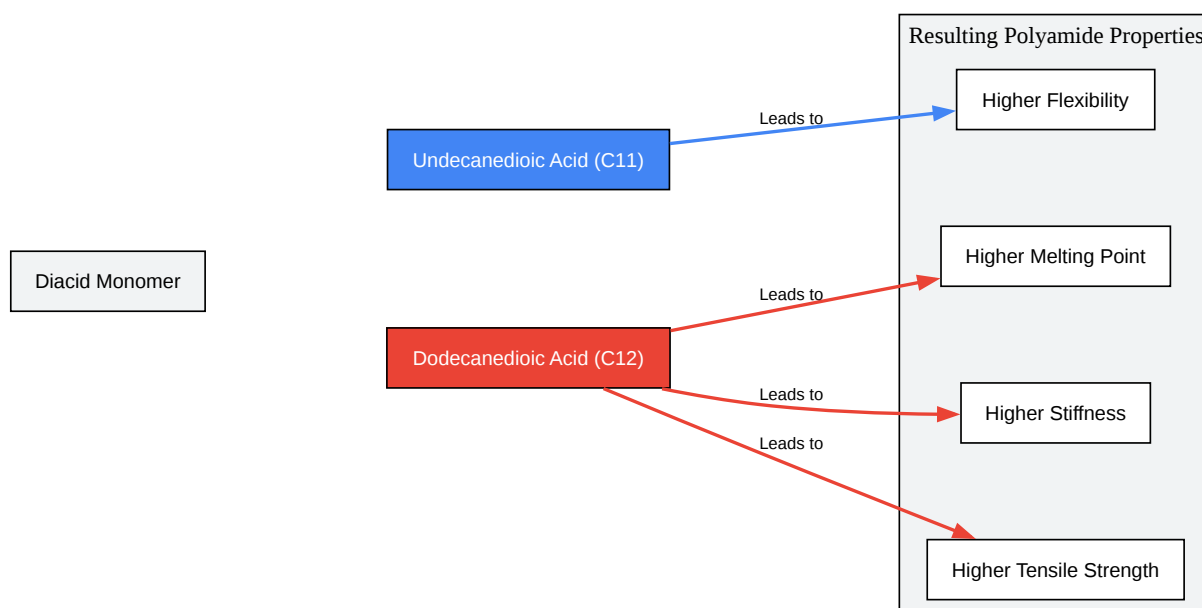 Resulting Polyamide Properties
Higher Flexibility
Leads to
Undecanedioic Acid (C11)
Higher Melting Point
Diacid Monomer
Leads to
Dodecanedioic Acid (C12)
Leads to
Higher Stiffness
Leads to
Higher Tensile Strength